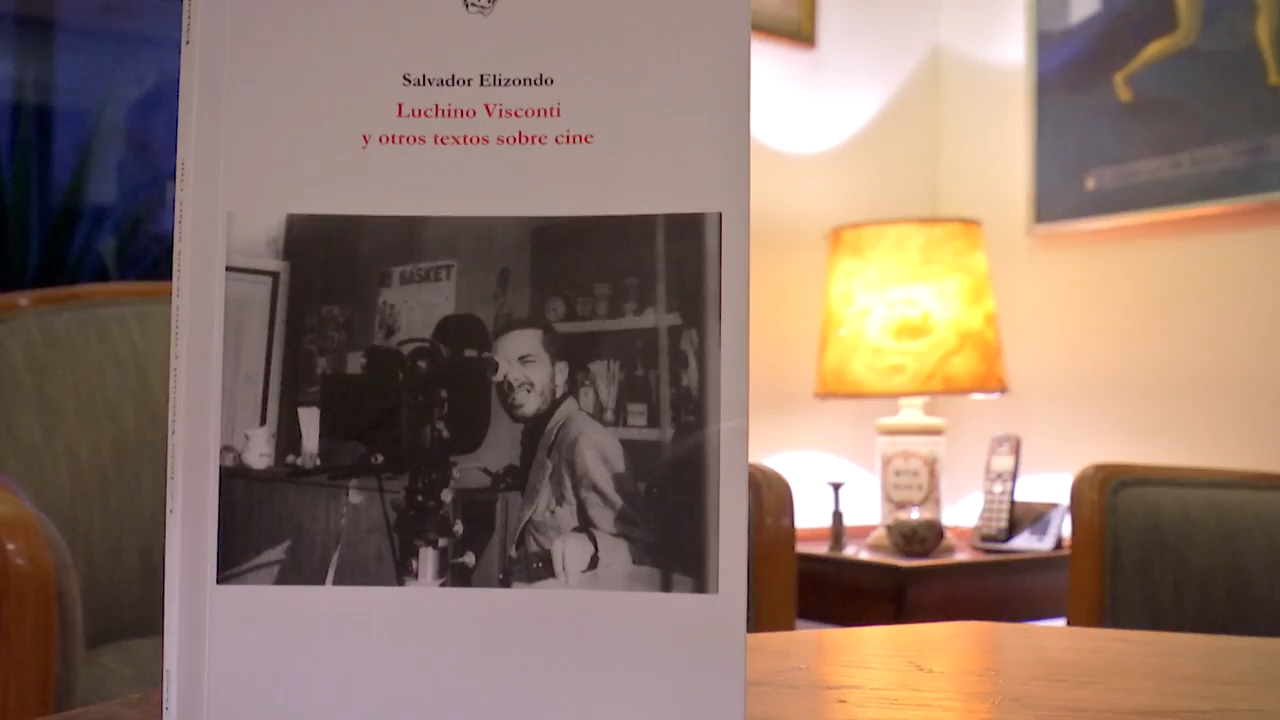 Salvador Elizondo
Luchino Visconti
y otros textos sobre cine
BASKET